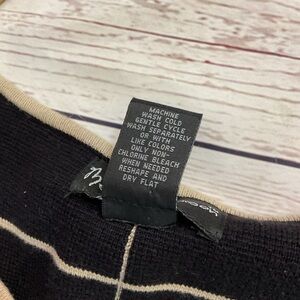 MACHINE
WASH COLD
GENTLE CYCLE
WASH SEPARATELY
OR WITH
LIKE COLORS
ONLY NON-
CHLORINE BLEACH
WHEN NEEDED
RESHAPE AND
DRY FLAT